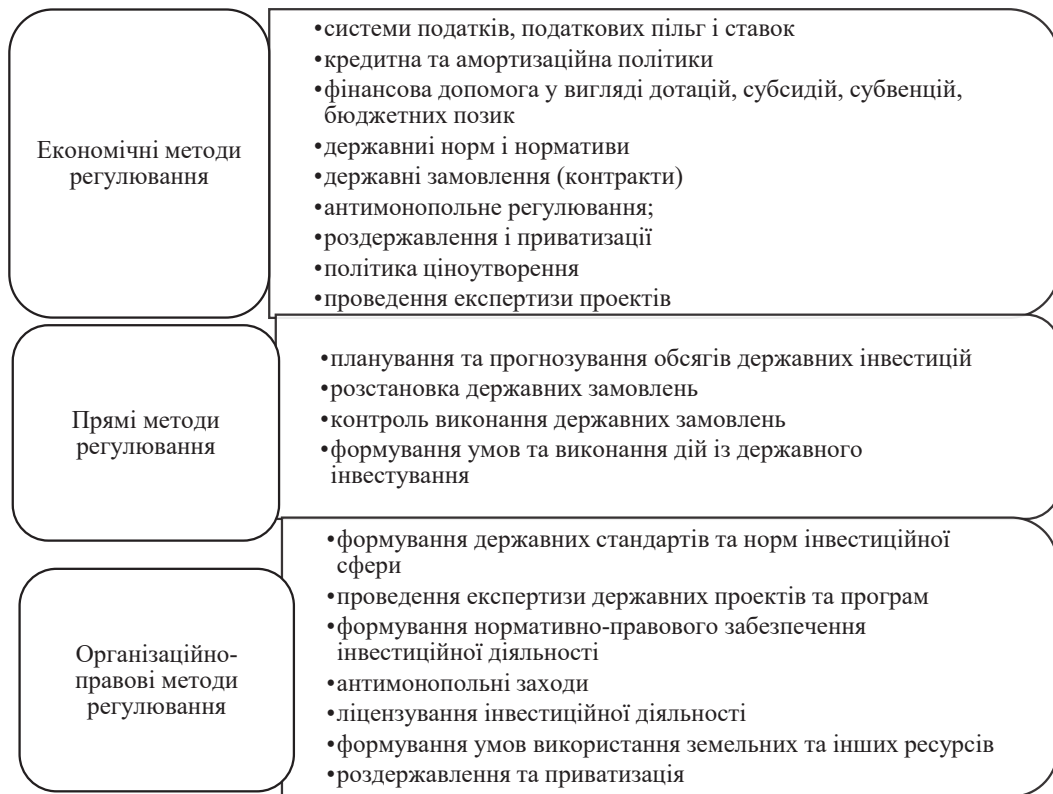 Економічні методи
регулювання
•системи податків, податкових пільг і ставок
•кредитна та амортизаційна політики
•фінансова допомога у вигляді дотацій, субсидій, субвенцій,
бюджетних позик
•державниі норм і нормативи
•державні замовлення (контракти)
•антимонопольне регулювання;
•роздержавлення і приватизації
•політика ціноутворення
•проведення експертизи проектів
Прямі методи
регулювання
•планування та прогнозування обсягів державних інвестицій
•розстановка державних замовлень
•контроль виконання державних замовлень
•формування умов та виконання дій із державного
інвестування
Організаційно-
правові методи
регулювання
•формування державних стандартів та норм інвестиційної
сфери
•проведення експертизи державних проектів та програм
•формування нормативно-правового забезпечення
інвестиційної діяльності
•антимонопольні заходи
•ліцензування інвестиційної діяльності
•формування умов використання земельних та інших ресурсів
•роздержавлення та приватизація